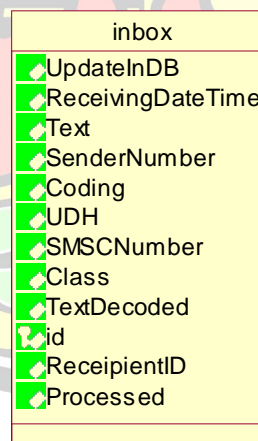 inbox
UpdateInDB
ReceivingDateTime
Text
SenderNumber
Coding
UDH
SMSCNumber
Class
TextDecoded
id
ReceipientID
Processed